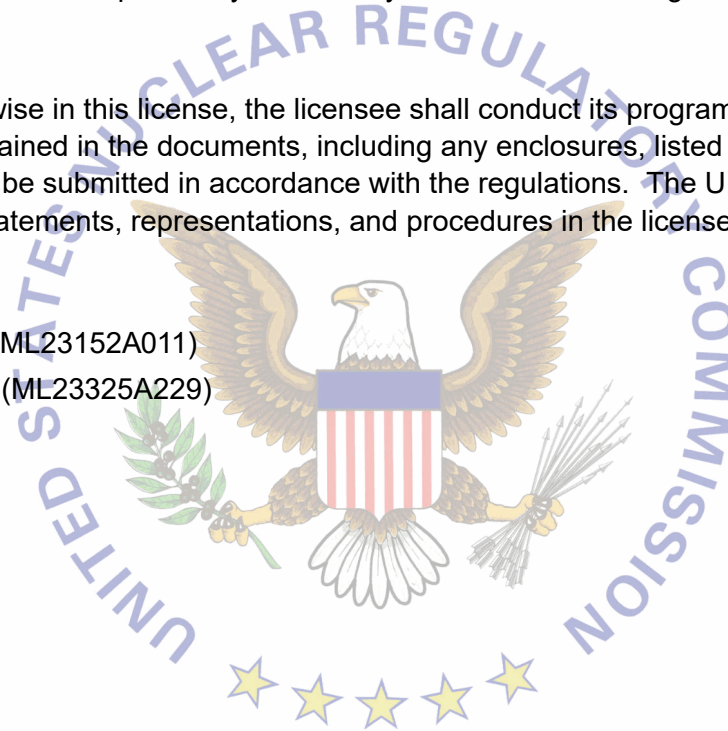 UNITED STATES NUCLEAR REGULATORY COMMISSION
wise in this license, the licensee shall conduct its program
ained in the documents, including any enclosures, listed
be submitted in accordance with the regulations. The U
atements, representations, and procedures in the license
ML23152A011)
(ML23325A229)